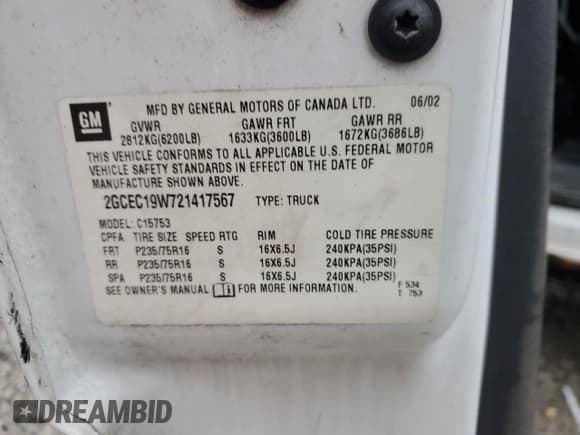 GM
MFD BY GENERAL MOTORS OF CANADA LTD. 06/02
GVWR GAWR FRT GAWR RR
2812KG(6200LB) 1633KG(3600LB) 1672KG(3686LB)
THIS VEHICLE CONFORMS TO ALL APPLICABLE U.S. FEDERAL MOTOR
VEHICLE SAFETY STANDARDS IN EFFECT ON THE DATE OF
MANUFACTURE SHOWN ABOVE.
2GCEC19W721417567 TYPE: TRUCK
MODEL: C15753
CPFA TIRE SIZE SPEED RTG RIM COLD TIRE PRESSURE
FRT P235/75R16 S 16X6.5J 240KPA(35PSI)
RR P235/75R16 S 16X6.5J 240KPA(35PSI)
SPA P235/75R16 S 16X6.5J 240KPA(35PSI)
SEE OWNER'S MANUAL FOR MORE INFORMATION.
F 534
T 753
DREAMBID